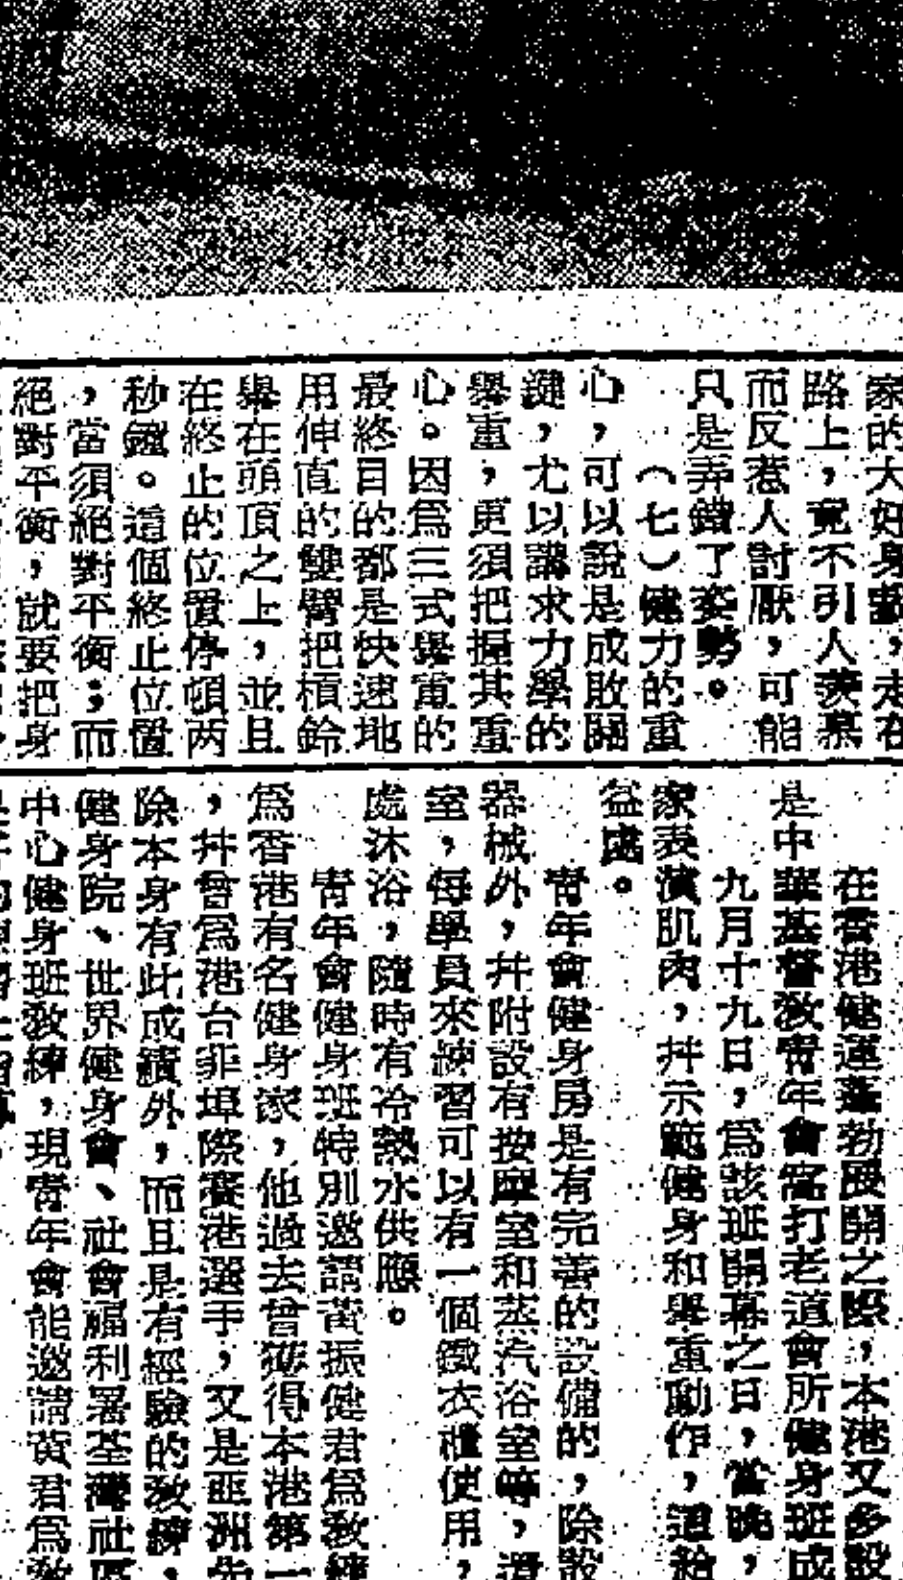 家的大好身韻，走在
路上，竟不引人羨慕
而反惹人討厭，可能
只是弄錯了姿勢。
（七）健力的重
心，可以說是成敗關
鍵，尤以講求力學的
舉重，更須把握其重
心。因爲三式舉重的
最終目的都是快速地
用伸直的雙臂把槓鈴
舉在頭頂之上，並且
在終止的位置停頓两
秒鐘。這個終止位置
，當須絕對平衡；而
絕對平衡，就要把身
在香港健運蓬勃展開之際，本港又多設
是中華基督教青年會窩打老道會所健身班成
九月十九日，爲該班開幕之日，當晚，
家表演肌肉，并示範健身和舉重動作，
益處。
青年會健身房是有完善的設備的，除設
器械外，并附設有按摩室和蒸汽浴室等，還
室，每學員來練習可以有一個鐵衣櫃使用，
處沐浴，隨時有冷熱水供應。
青年會健身班特別邀請黃振健君爲教練
爲香港有名健身家，他過去曾獲得本港第一
，并曾爲港台非埠際賽港選手，又是亞洲先
除本身有此成績外，而且是有經驗的教練，
健身院、世界健身會、社會福利署荃灣社區
中心健身班教練，現青年會能邀請黃君爲教